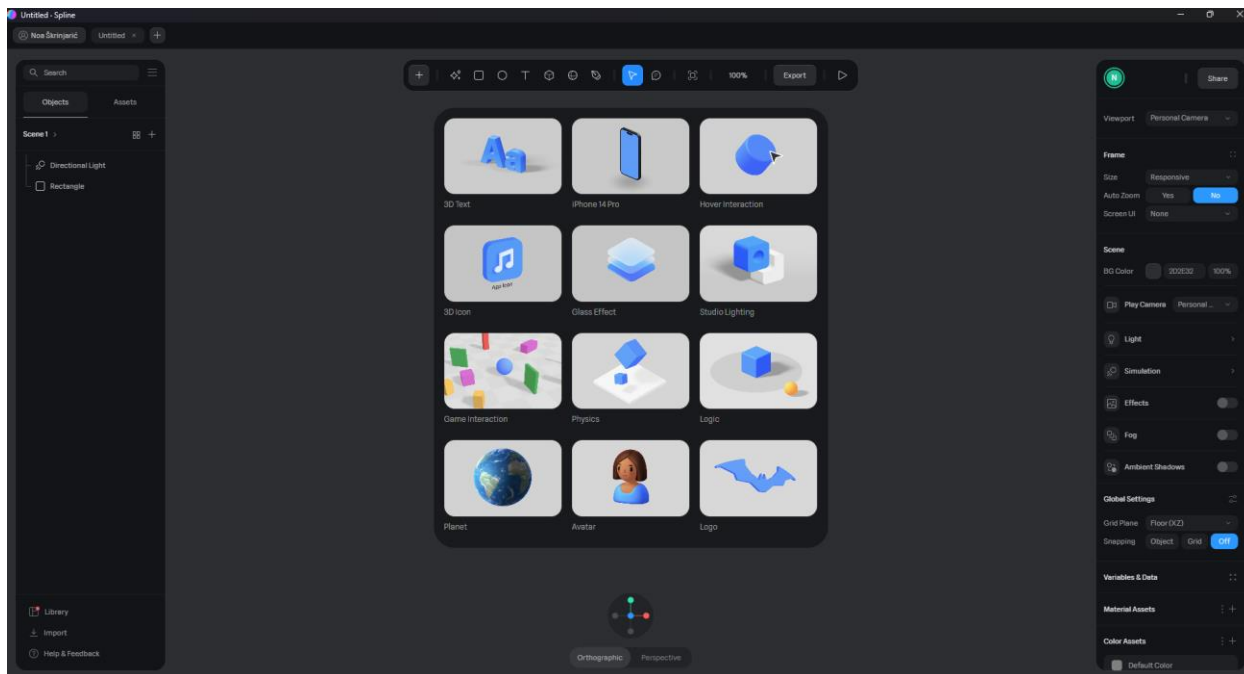 Untitled - Spline
Noa Škrinjarić
Untitled
Search
Objects Assets
Scene 1
Directional Light
Rectangle
Library
Import
Help & Feedback
100%
Export
Aa
3D Text
iPhone 14 Pro
Hover Interaction
App Icon
3D Icon
Glass Effect
Studio Lighting
Game Interaction
Physics
Logic
Planet
Avatar
Logo
Orthographic Perspective
N
Share
Viewport Personal Camera
Frame
Size Responsive
Auto Zoom Yes No
Screen UI None
Scene
BG Color 2D2E32 100%
Play Camera Personal ...
Light
Simulation
Effects
Fog
Ambient Shadows
Global Settings
Grid Plane Floor (XZ)
Snapping Object Grid Off
Variables & Data
Material Assets
Color Assets
Default Color